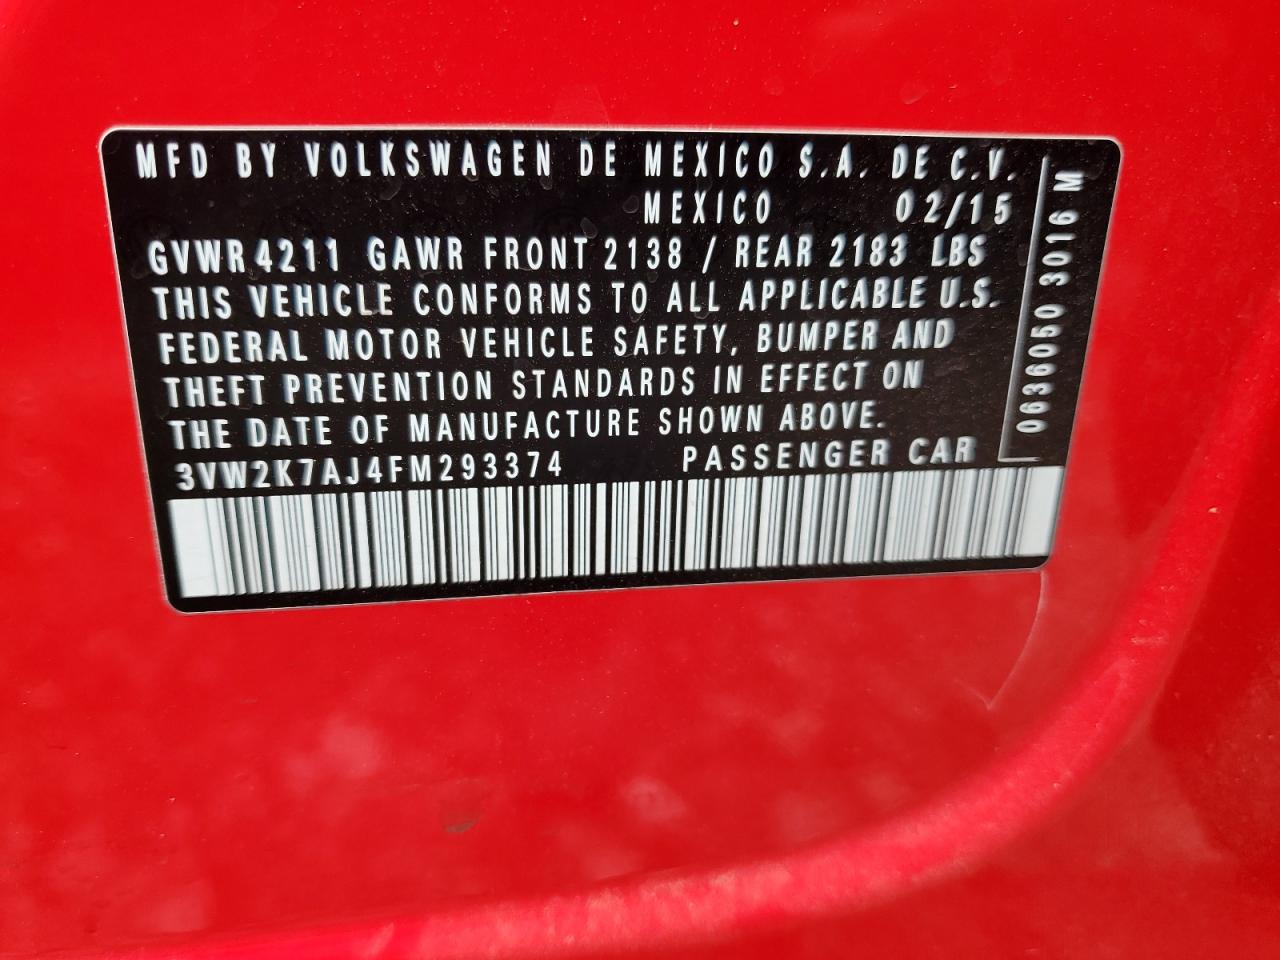 MFD BY VOLKSWAGEN DE MEXICO S.A. DE C.V.
MEXICO 02/15
GVWR 4211 GAWR FRONT 2138 / REAR 2183 LBS
THIS VEHICLE CONFORMS TO ALL APPLICABLE U.S.
FEDERAL MOTOR VEHICLE SAFETY, BUMPER AND
THEFT PREVENTION STANDARDS IN EFFECT ON
THE DATE OF MANUFACTURE SHOWN ABOVE.
3VW2K7AJ4FM293374 PASSENGER CAR
0636050 3016 M